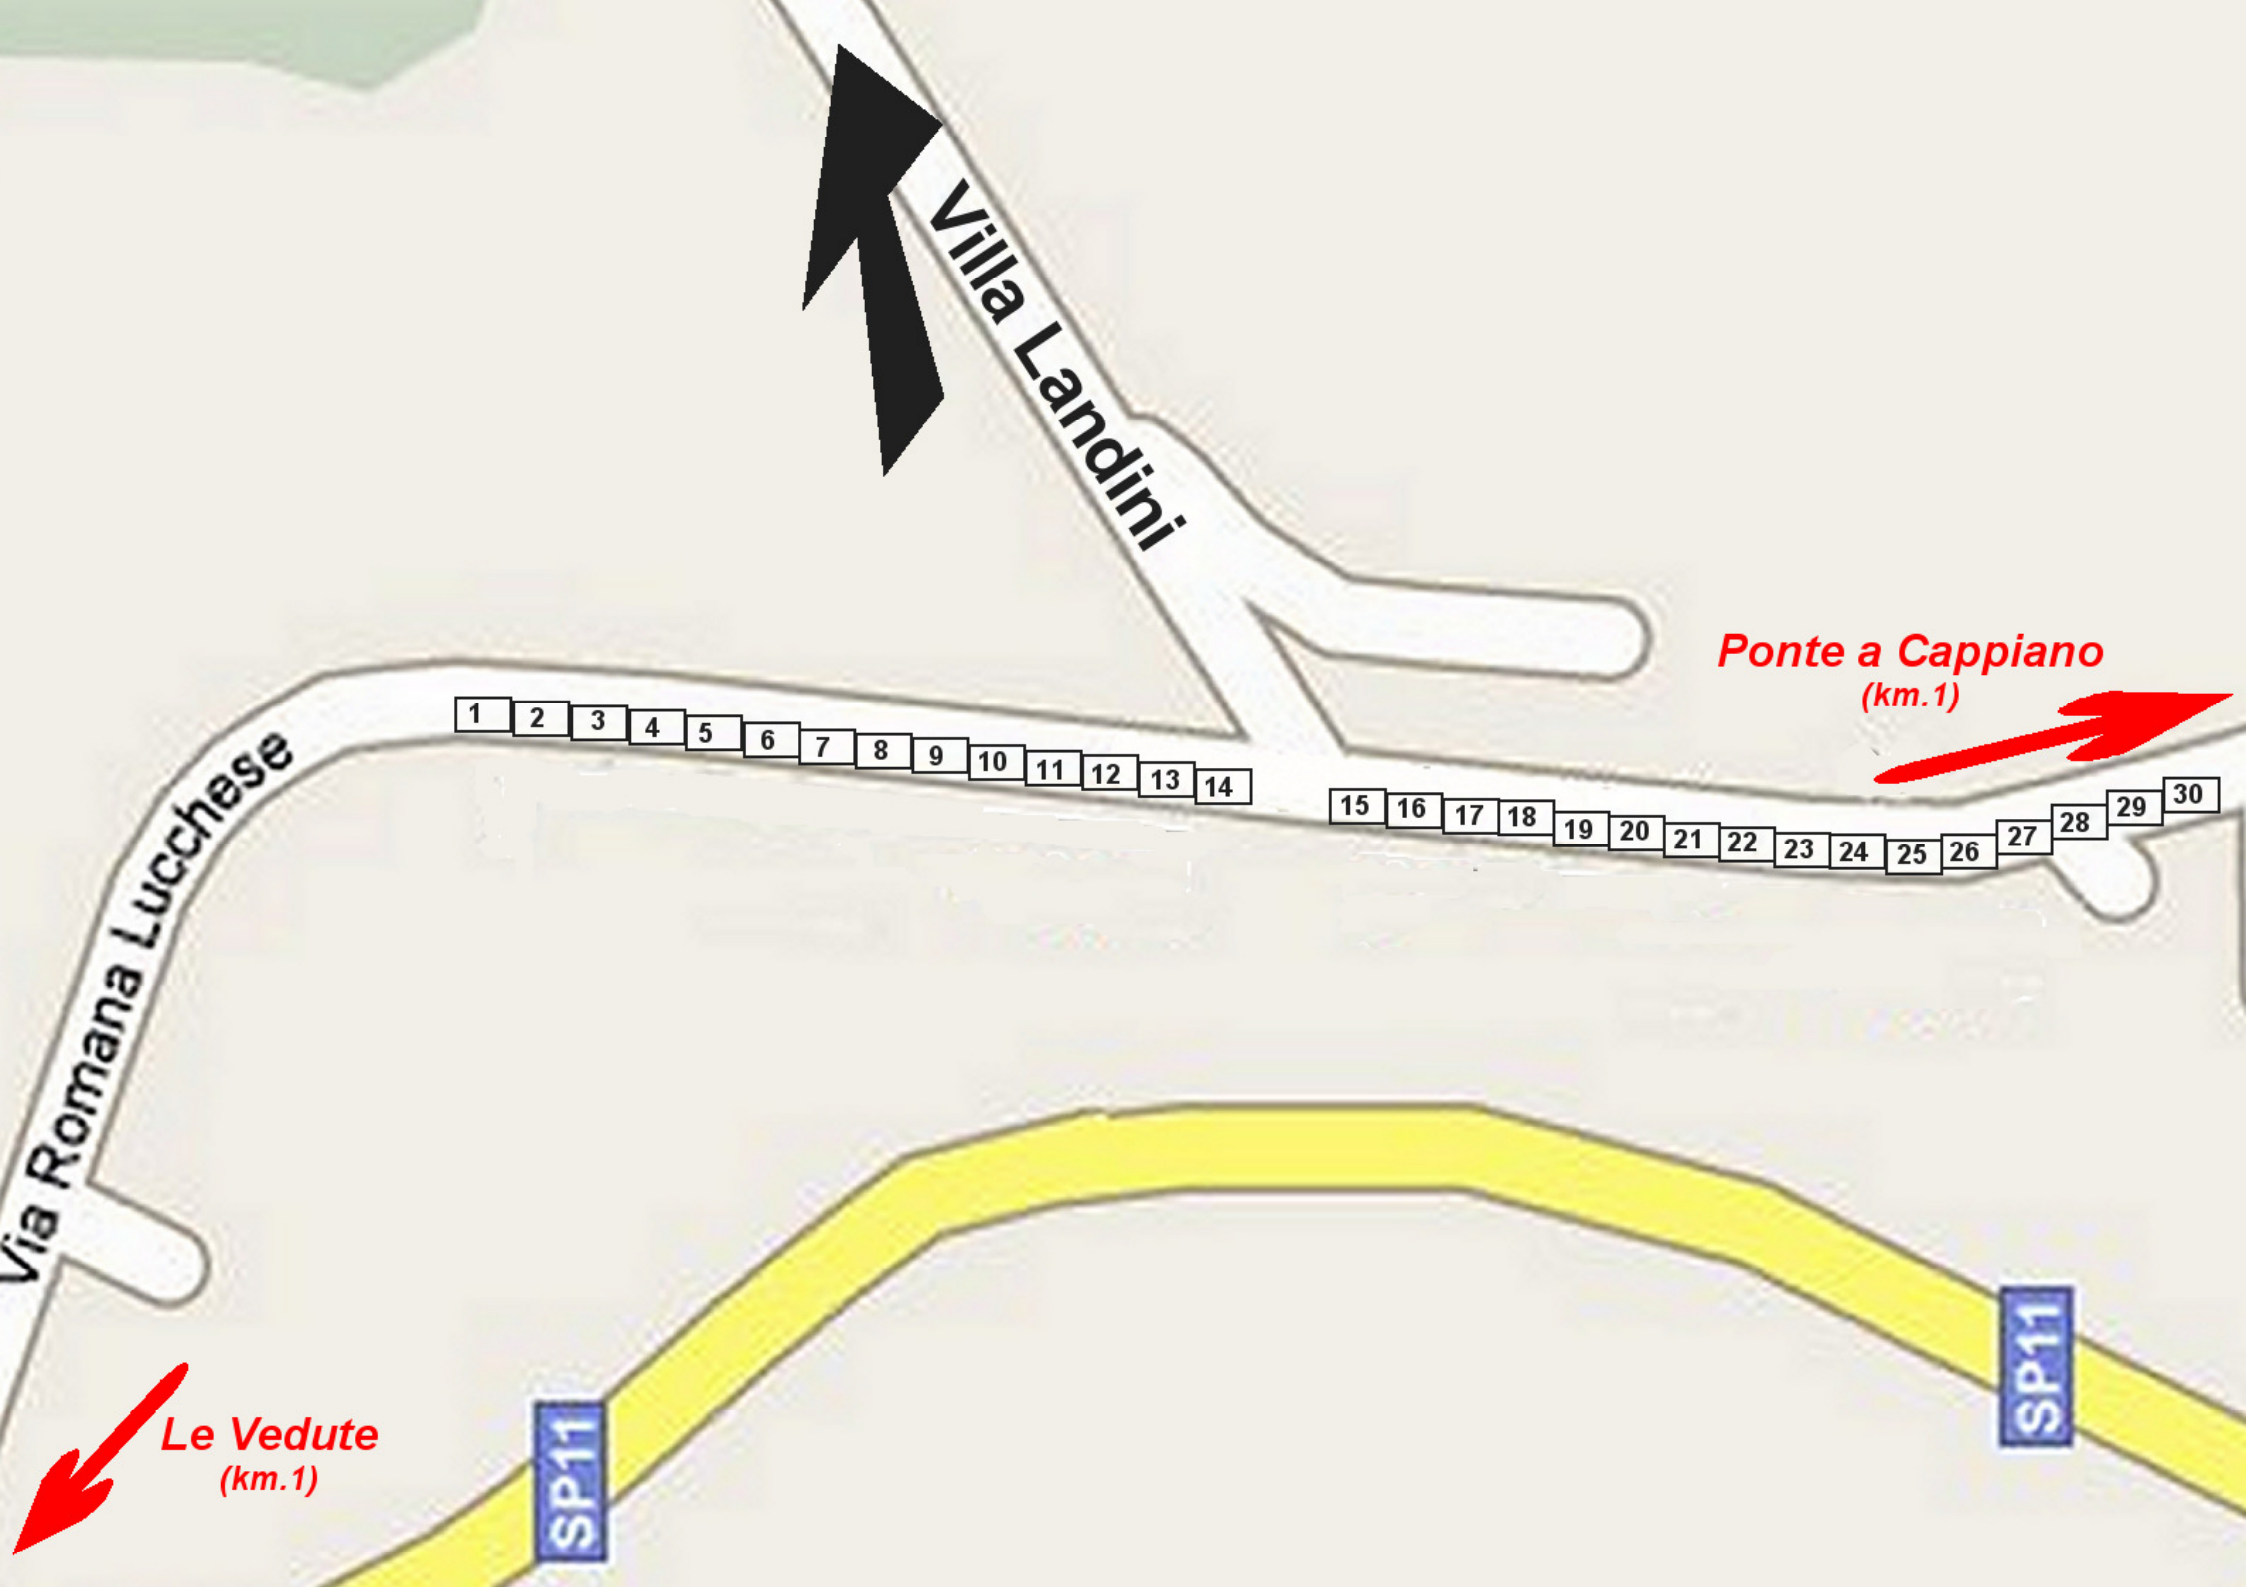 Villa Landini
Ponte a Cappiano
(km.1)
Via Romana Lucchese
1 2 3 4 5 6 7 8 9 10 11 12 13 14
15 16 17 18 19 20 21 22 23 24 25 26 27 28 29 30
SP11
SP11
Le Vedute
(km.1)